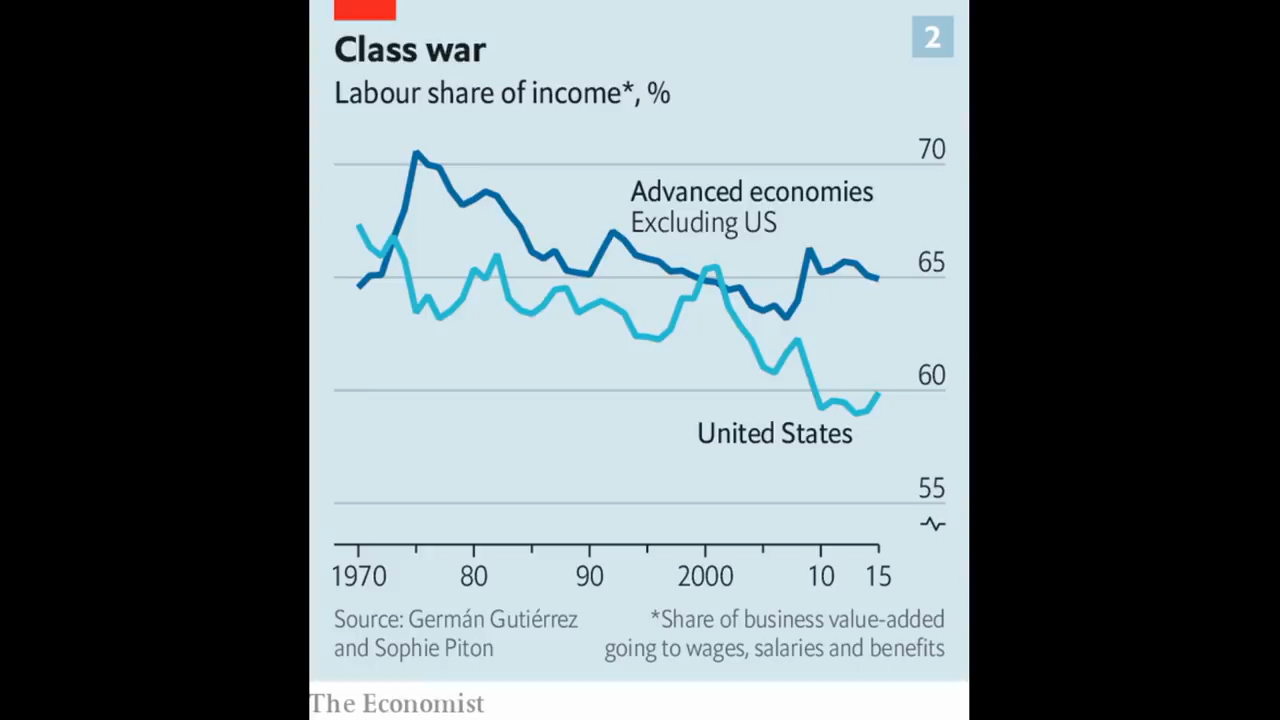 2
Class war
Labour share of income*, %
70
Advanced economies
Excluding US
65
60
United States
55
1970 80 90 2000 10 15
Source: Germán Gutiérrez
and Sophie Piton
*Share of business value-added
going to wages, salaries and benefits
The Economist